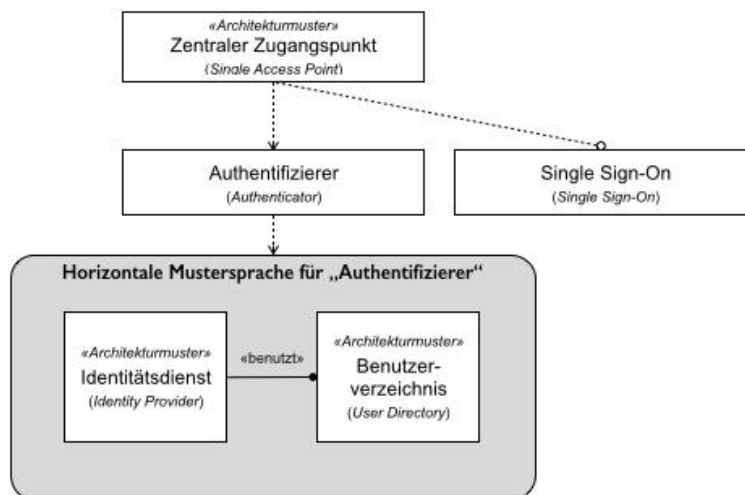 «Architekturmuster»
Zentraler Zugangspunkt
(Single Access Point)
Authentifizierer
(Authenticator)
Single Sign-On
(Single Sign-On)
Horizontale Mustersprache für „Authentifizierer“
«Architekturmuster»
Identitätsdienst
(Identity Provider)
«benutzt»
«Architekturmuster»
Benutzer-
verzeichnis
(User Directory)